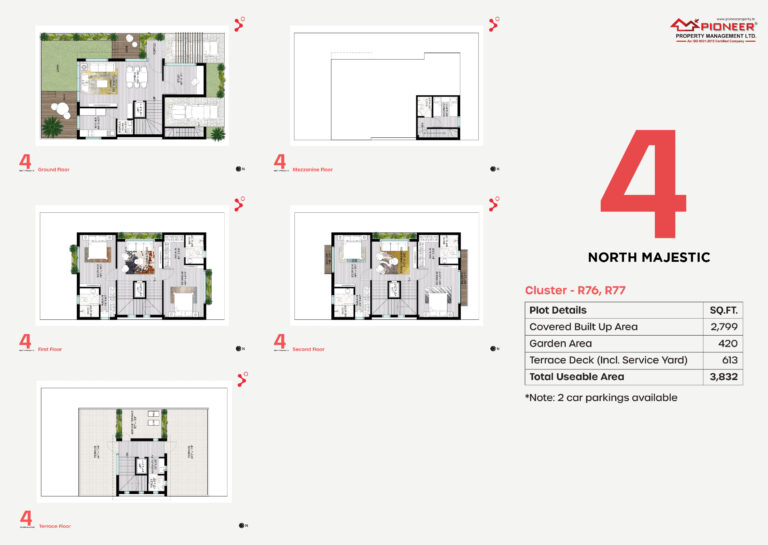 www.pioneerproperty.in
PIONEER®
PROPERTY MANAGEMENT LTD.
An ISO 9001:2015 Certified Company
4
Ground Floor
N
4
Mezzanine Floor
N
4
First Floor
N
4
Second Floor
N
4
Terrace Floor
N
4
NORTH MAJESTIC
Cluster - R76, R77
Plot Details SQ.FT.
Covered Built Up Area 2,799
Garden Area 420
Terrace Deck (Incl. Service Yard) 613
Total Useable Area 3,832
*Note: 2 car parkings available